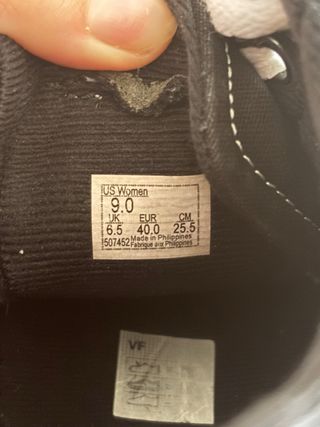 US Women
9.0
UK EUR CM
6.5 40.0 25.5
507452 Made in Philippines
Fabriqué aux Philippines
VF